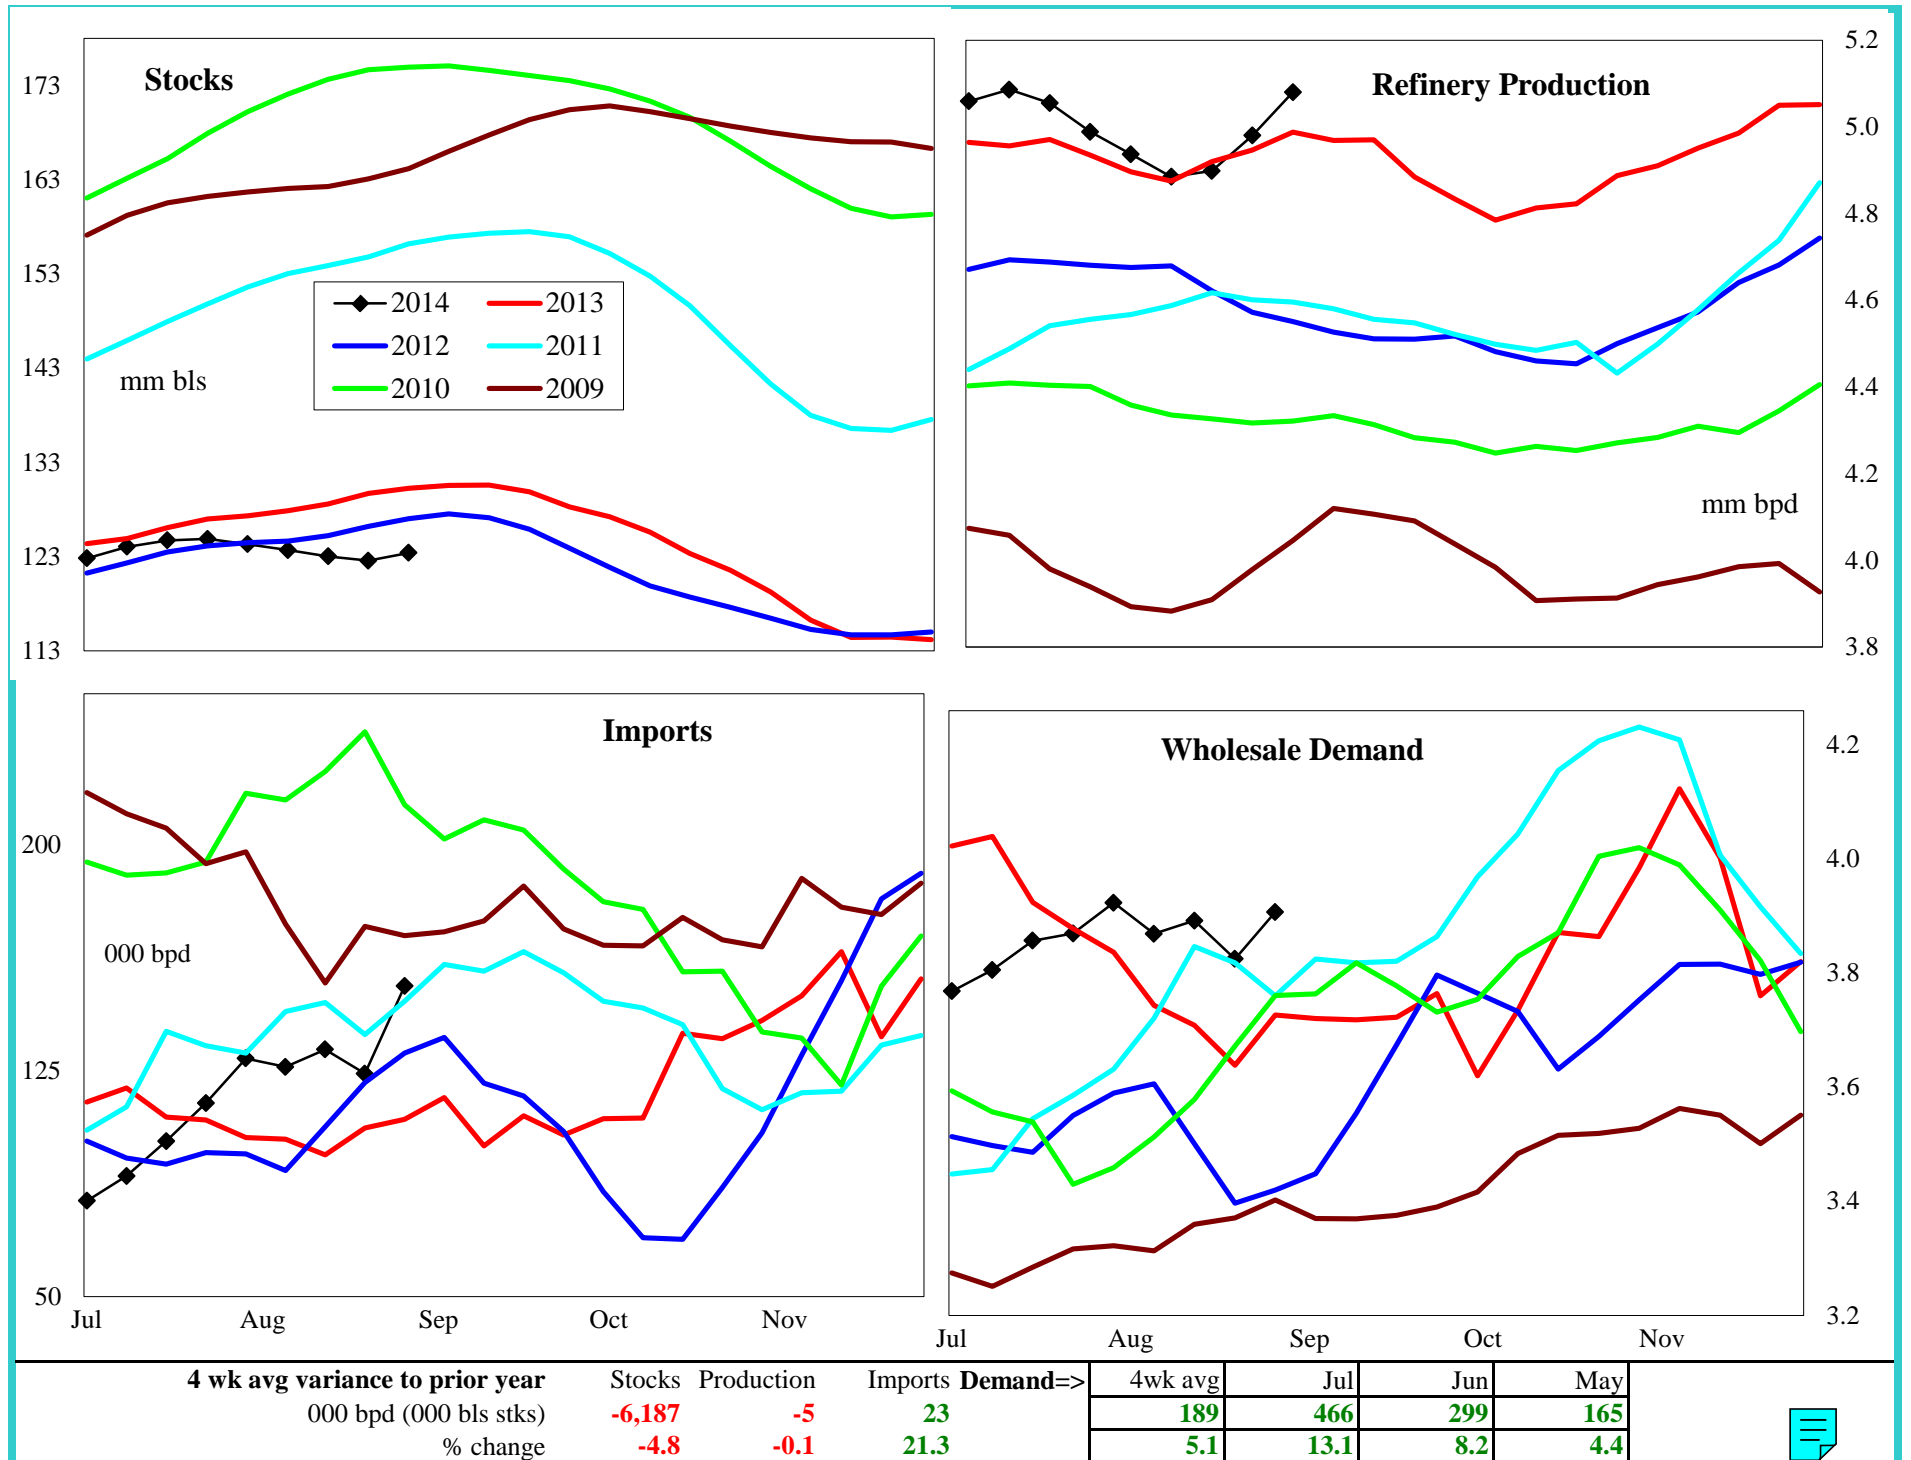 Stocks
173
163
153
143
133
123
113
mm bls
2014 2013
2012 2011
2010 2009
Refinery Production
5.2
5.0
4.8
4.6
4.4
4.2
4.0
3.8
mm bpd
Imports
200
125
50
000 bpd
Jul Aug Sep Oct Nov
Wholesale Demand
4.2
4.0
3.8
3.6
3.4
3.2
Jul Aug Sep Oct Nov
4 wk avg variance to prior year Stocks Production Imports Demand=> 4wk avg Jul Jun May
000 bpd (000 bls stks) -6,187 -5 23 189 466 299 165
% change -4.8 -0.1 21.3 5.1 13.1 8.2 4.4